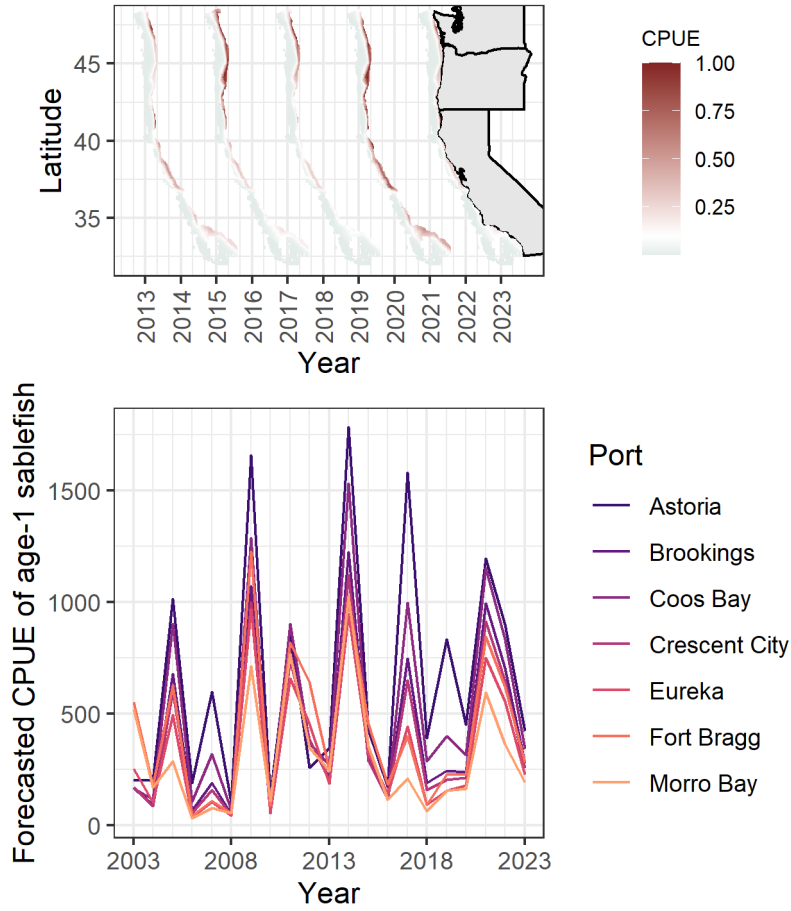 CPUE
1.00
0.75
0.50
0.25
Latitude
45
40
35
2013 2014 2015 2016 2017 2018 2019 2020 2021 2022 2023
Year
Forecasted CPUE of age-1 sablefish
1500
1000
500
0
2003 2008 2013 2018 2023
Year
Port
Astoria
Brookings
Coos Bay
Crescent City
Eureka
Fort Bragg
Morro Bay